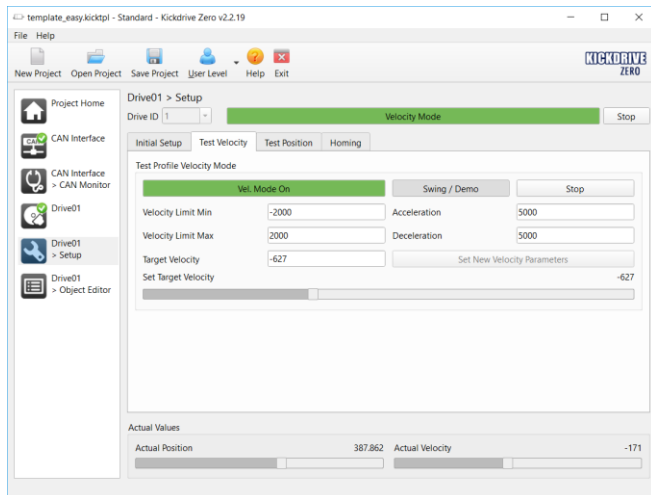 template_easy.kicktpl - Standard - Kickdrive Zero v2.2.19
File Help
New Project Open Project Save Project User Level Help Exit
KICKDRIVE
ZERO
Project Home
CAN Interface
CAN
CAN Interface
> CAN Monitor
Drive01
Drive01
> Setup
Drive01
> Object Editor
Drive01 > Setup
Drive ID 1 Velocity Mode Stop
Initial Setup Test Velocity Test Position Homing
Test Profile Velocity Mode
Vel. Mode On Swing / Demo Stop
Velocity Limit Min -2000 Acceleration 5000
Velocity Limit Max 2000 Deceleration 5000
Target Velocity -627 Set New Velocity Parameters
Set Target Velocity -627
Actual Values
Actual Position 387.862 Actual Velocity -171